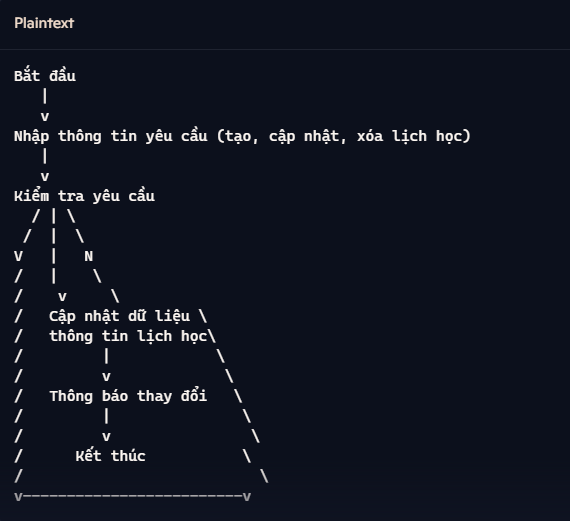 Plaintext
Bắt đầu
   |
   v
Nhập thông tin yêu cầu (tạo, cập nhật, xóa lịch học)
   |
   v
Kiểm tra yêu cầu
  / | \
 /  |  \
V   |   N
/   |    \
/    v     \
/   Cập nhật dữ liệu \
/   thông tin lịch học\
/         |            \
/         v             \
/   Thông báo thay đổi   \
/         |               \
/         v                \
/      Kết thúc           \
/                           \
v-------------------------v